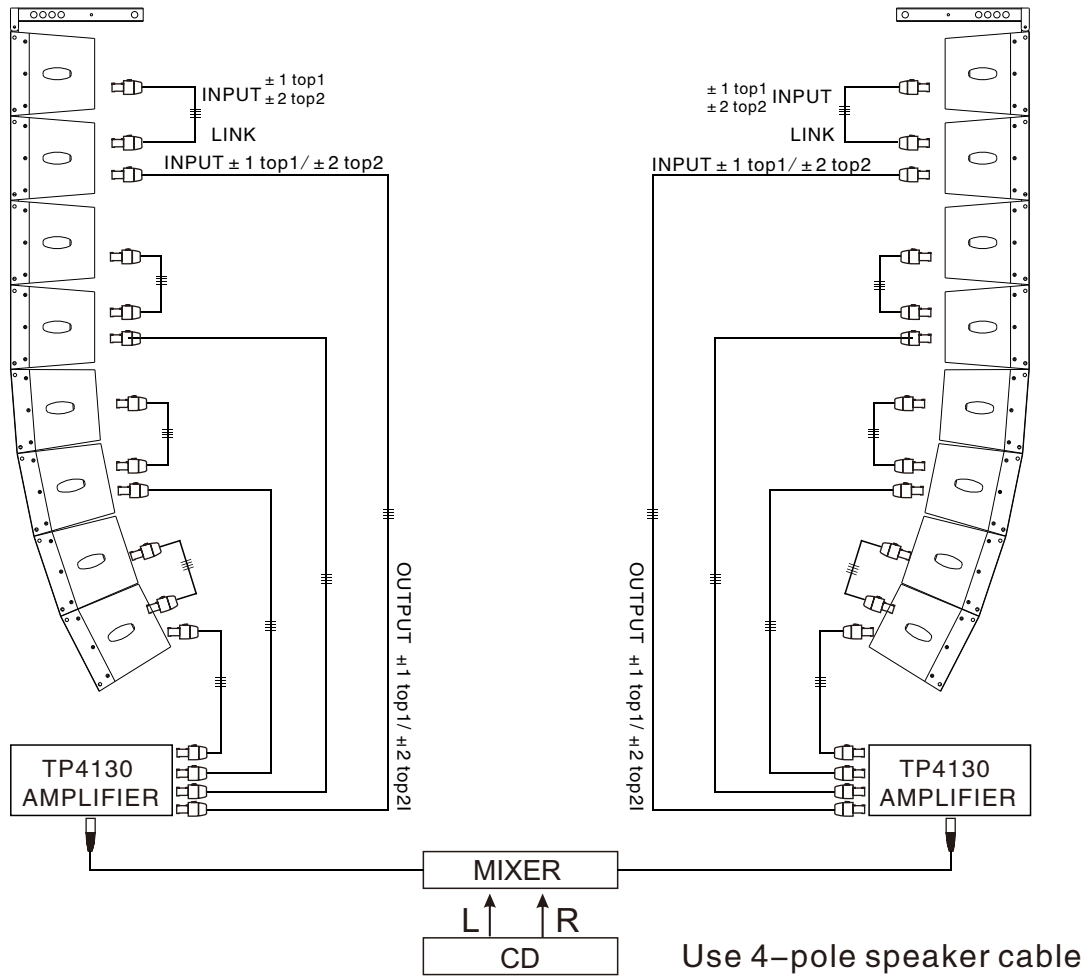 ± 1 top1
INPUT ± 2 top2
LINK
INPUT ± 1 top1/ ± 2 top2
± 1 top1
± 2 top2 INPUT
LINK
INPUT ± 1 top1/ ± 2 top2
OUTPUT ±1 top1/ ±2 top2I
OUTPUT ±1 top1/ ±2 top2I
TP4130
AMPLIFIER
TP4130
AMPLIFIER
MIXER
L R
CD
Use 4–pole speaker cable